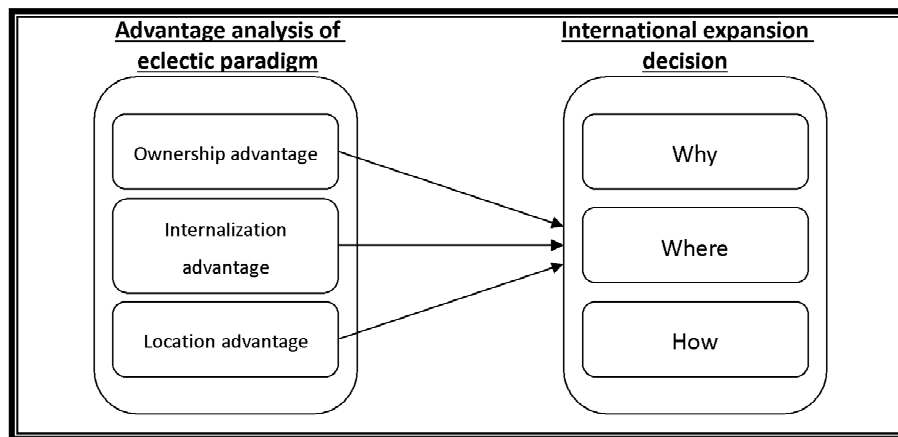 Advantage analysis of
eclectic paradigm
Ownership advantage
Internalization
advantage
Location advantage
International expansion
decision
Why
Where
How